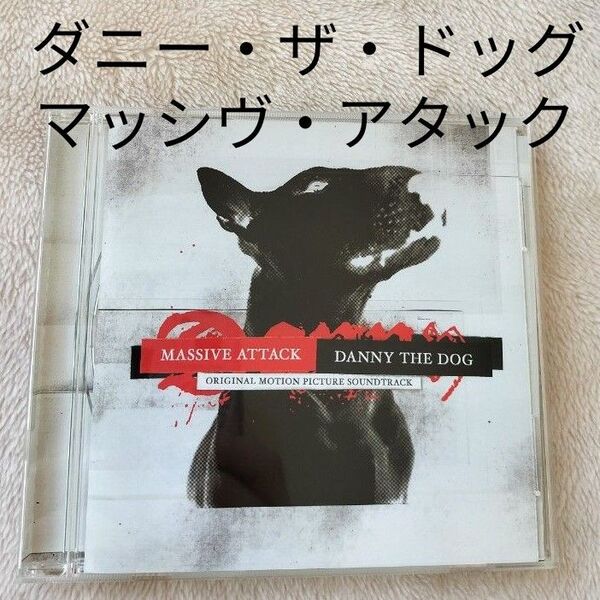 ダニー・ザ・ドッグ
マッシヴ・アタック
MASSIVE ATTACK DANNY THE DOG
ORIGINAL MOTION PICTURE SOUNDTRACK